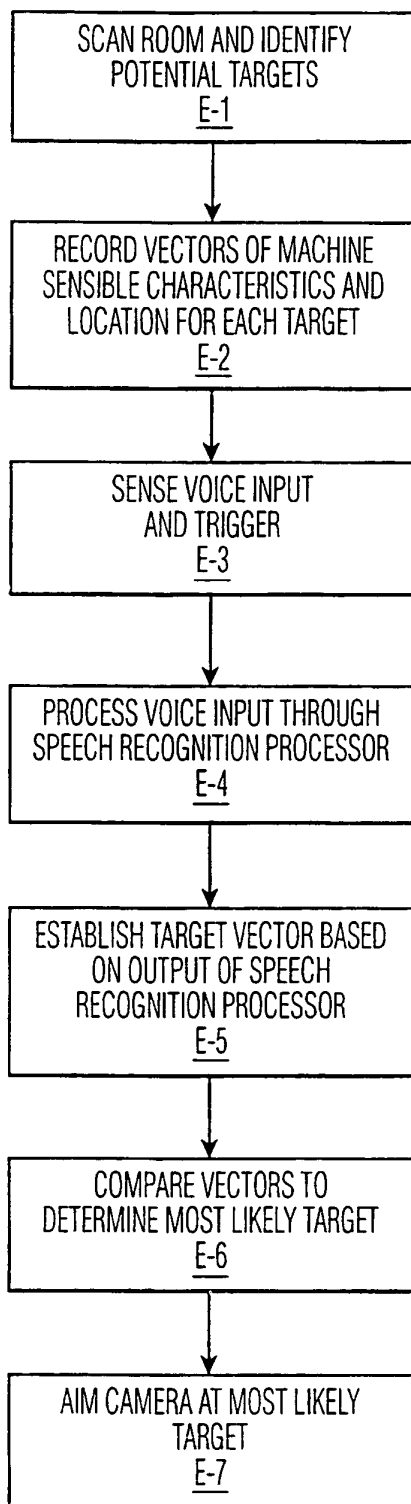 SCAN ROOM AND IDENTIFY
POTENTIAL TARGETS
E-1
RECORD VECTORS OF MACHINE
SENSIBLE CHARACTERISTICS AND
LOCATION FOR EACH TARGET
E-2
SENSE VOICE INPUT
AND TRIGGER
E-3
PROCESS VOICE INPUT THROUGH
SPEECH RECOGNITION PROCESSOR
E-4
ESTABLISH TARGET VECTOR BASED
ON OUTPUT OF SPEECH
RECOGNITION PROCESSOR
E-5
COMPARE VECTORS TO
DETERMINE MOST LIKELY TARGET
E-6
AIM CAMERA AT MOST LIKELY
TARGET
E-7